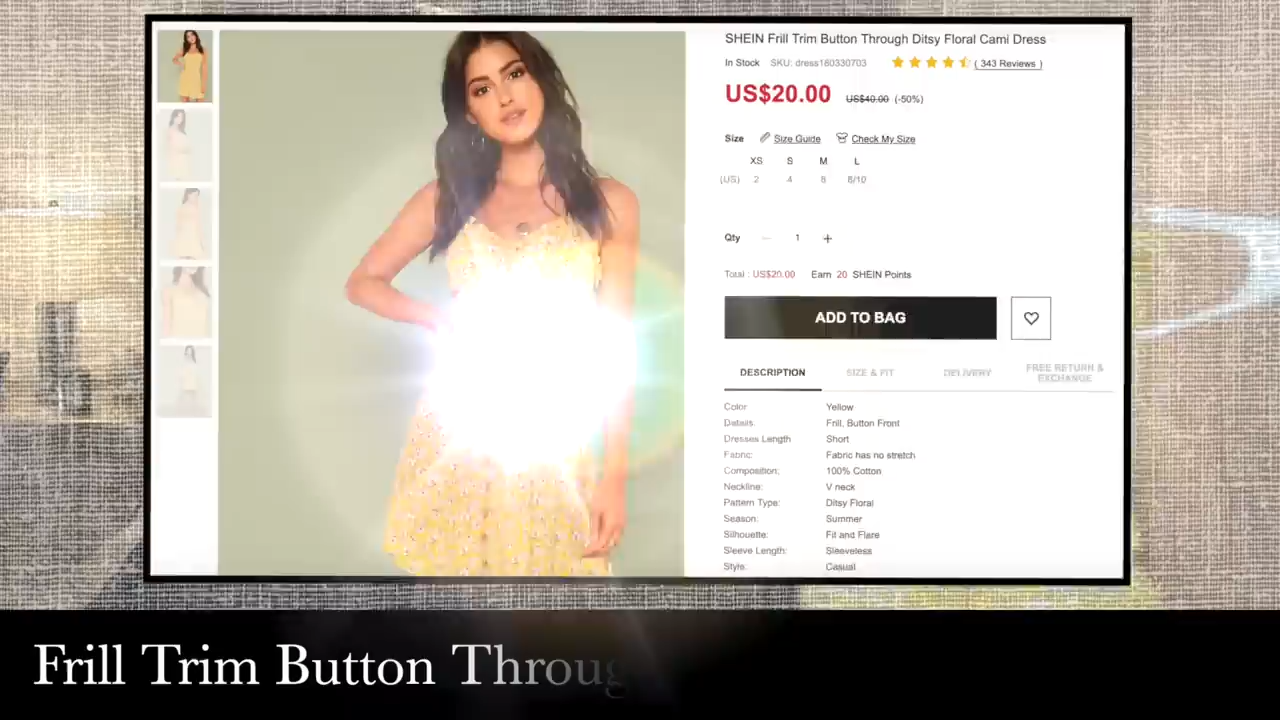 SHEIN Frill Trim Button Through Ditsy Floral Cami Dress
In Stock SKU: dress180330703 ( 343 Reviews )
US$20.00 US$40.00 (-50%)
Size Size Guide Check My Size
XS S M L
(US) 2 4 6 8/10
Qty 1 +
Total : US$20.00 Earn 20 SHEIN Points
ADD TO BAG
DESCRIPTION SIZE & FIT DELIVERY FREE RETURN & EXCHANGE
Color Yellow
Details: Frill, Button Front
Dresses Length Short
Fabric: Fabric has no stretch
Composition: 100% Cotton
Neckline: V neck
Pattern Type: Ditsy Floral
Season: Summer
Silhouette: Fit and Flare
Sleeve Length: Sleeveless
Style: Casual
Frill Trim Button Throug